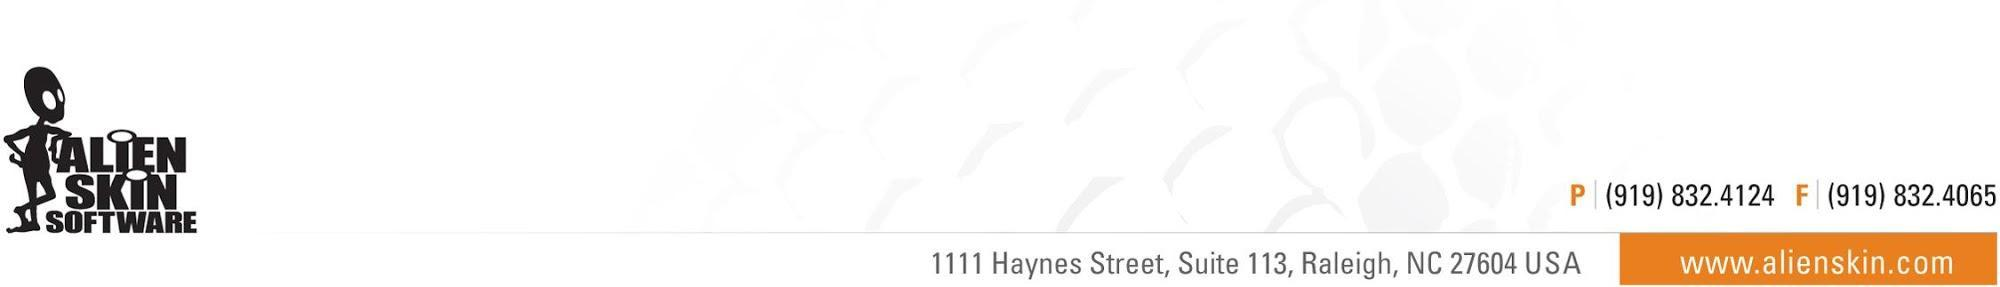 ALiEN
SKiN
SOFTWARE
P | (919) 832.4124 F | (919) 832.4065
1111 Haynes Street, Suite 113, Raleigh, NC 27604 USA
www.alienskin.com